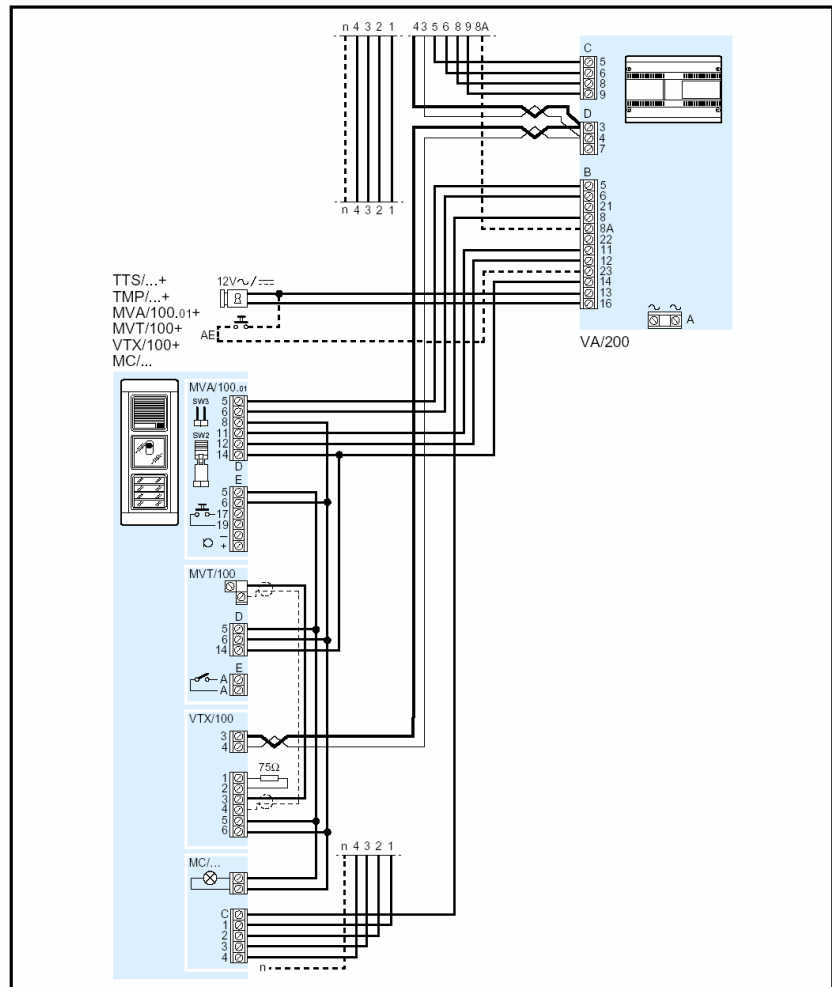 n 4 3 2 1
4 3 5 6 8 9 8A
C
5
6
8
9
D
3
4
7
B
5
6
21
8
8A
22
11
12
23
14
13
16
A
VA/200
n 4 3 2 1
TTS/...+
TMP/...+
MVA/100.01+
MVT/100+
VTX/100+
MC/...
12V~/
AE
MVA/100.01
SW3
SW2
5
6
8
11
12
14
D
E
5
6
17
19
–
+
MVT/100
D
5
6
14
E
A
A
VTX/100
3
4
75Ω
1
2
3
4
5
6
MC/...
n 4 3 2 1
C
1
2
3
4
n